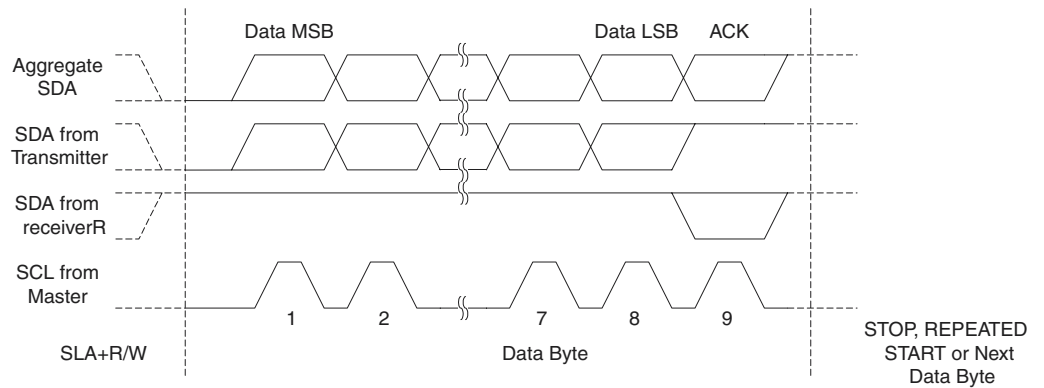 Data MSB
Data LSB
ACK
Aggregate
SDA
SDA from
Transmitter
SDA from
receiverR
SCL from
Master
1
2
7
8
9
SLA+R/W
Data Byte
STOP, REPEATED
START or Next
Data Byte